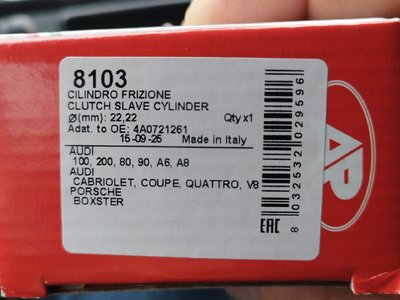 8103
CILINDRO FRIZIONE
CLUTCH SLAVE CYLINDER
Ø(mm): 22,22 Qty x1
Adat. to OE: 4A0721261
15-09-25 Made in Italy
AUDI
100, 200, 80, 90, A6, A8
AUDI
CABRIOLET, COUPE, QUATTRO, V8
PORSCHE
BOXSTER
8 032532 029596
EAC
AP